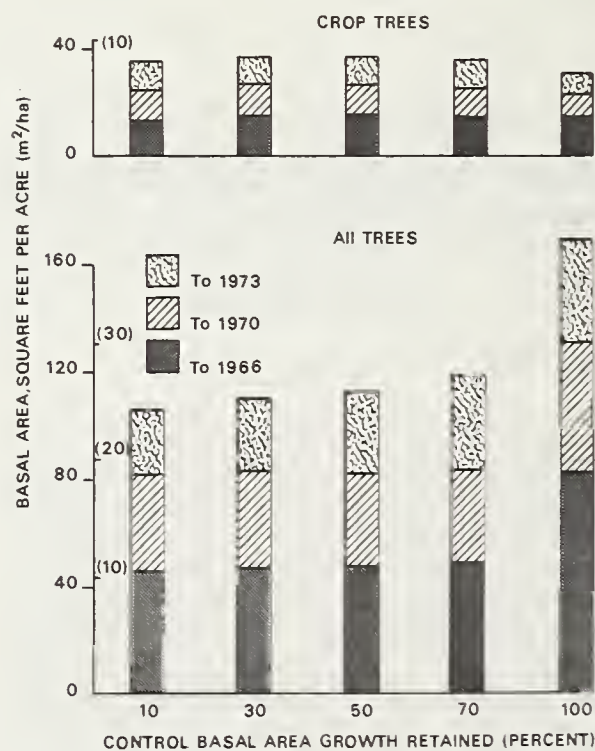 CROP TREES
40
(10)
0
BASAL AREA, SQUARE FEET PER ACRE (m²/ha)
All TREES
160
To 1973
To 1970
(30)
To 1966
120
(20)
80
(10)
40
0
10 30 50 70 100
CONTROL BASAL AREA GROWTH RETAINED (PERCENT)